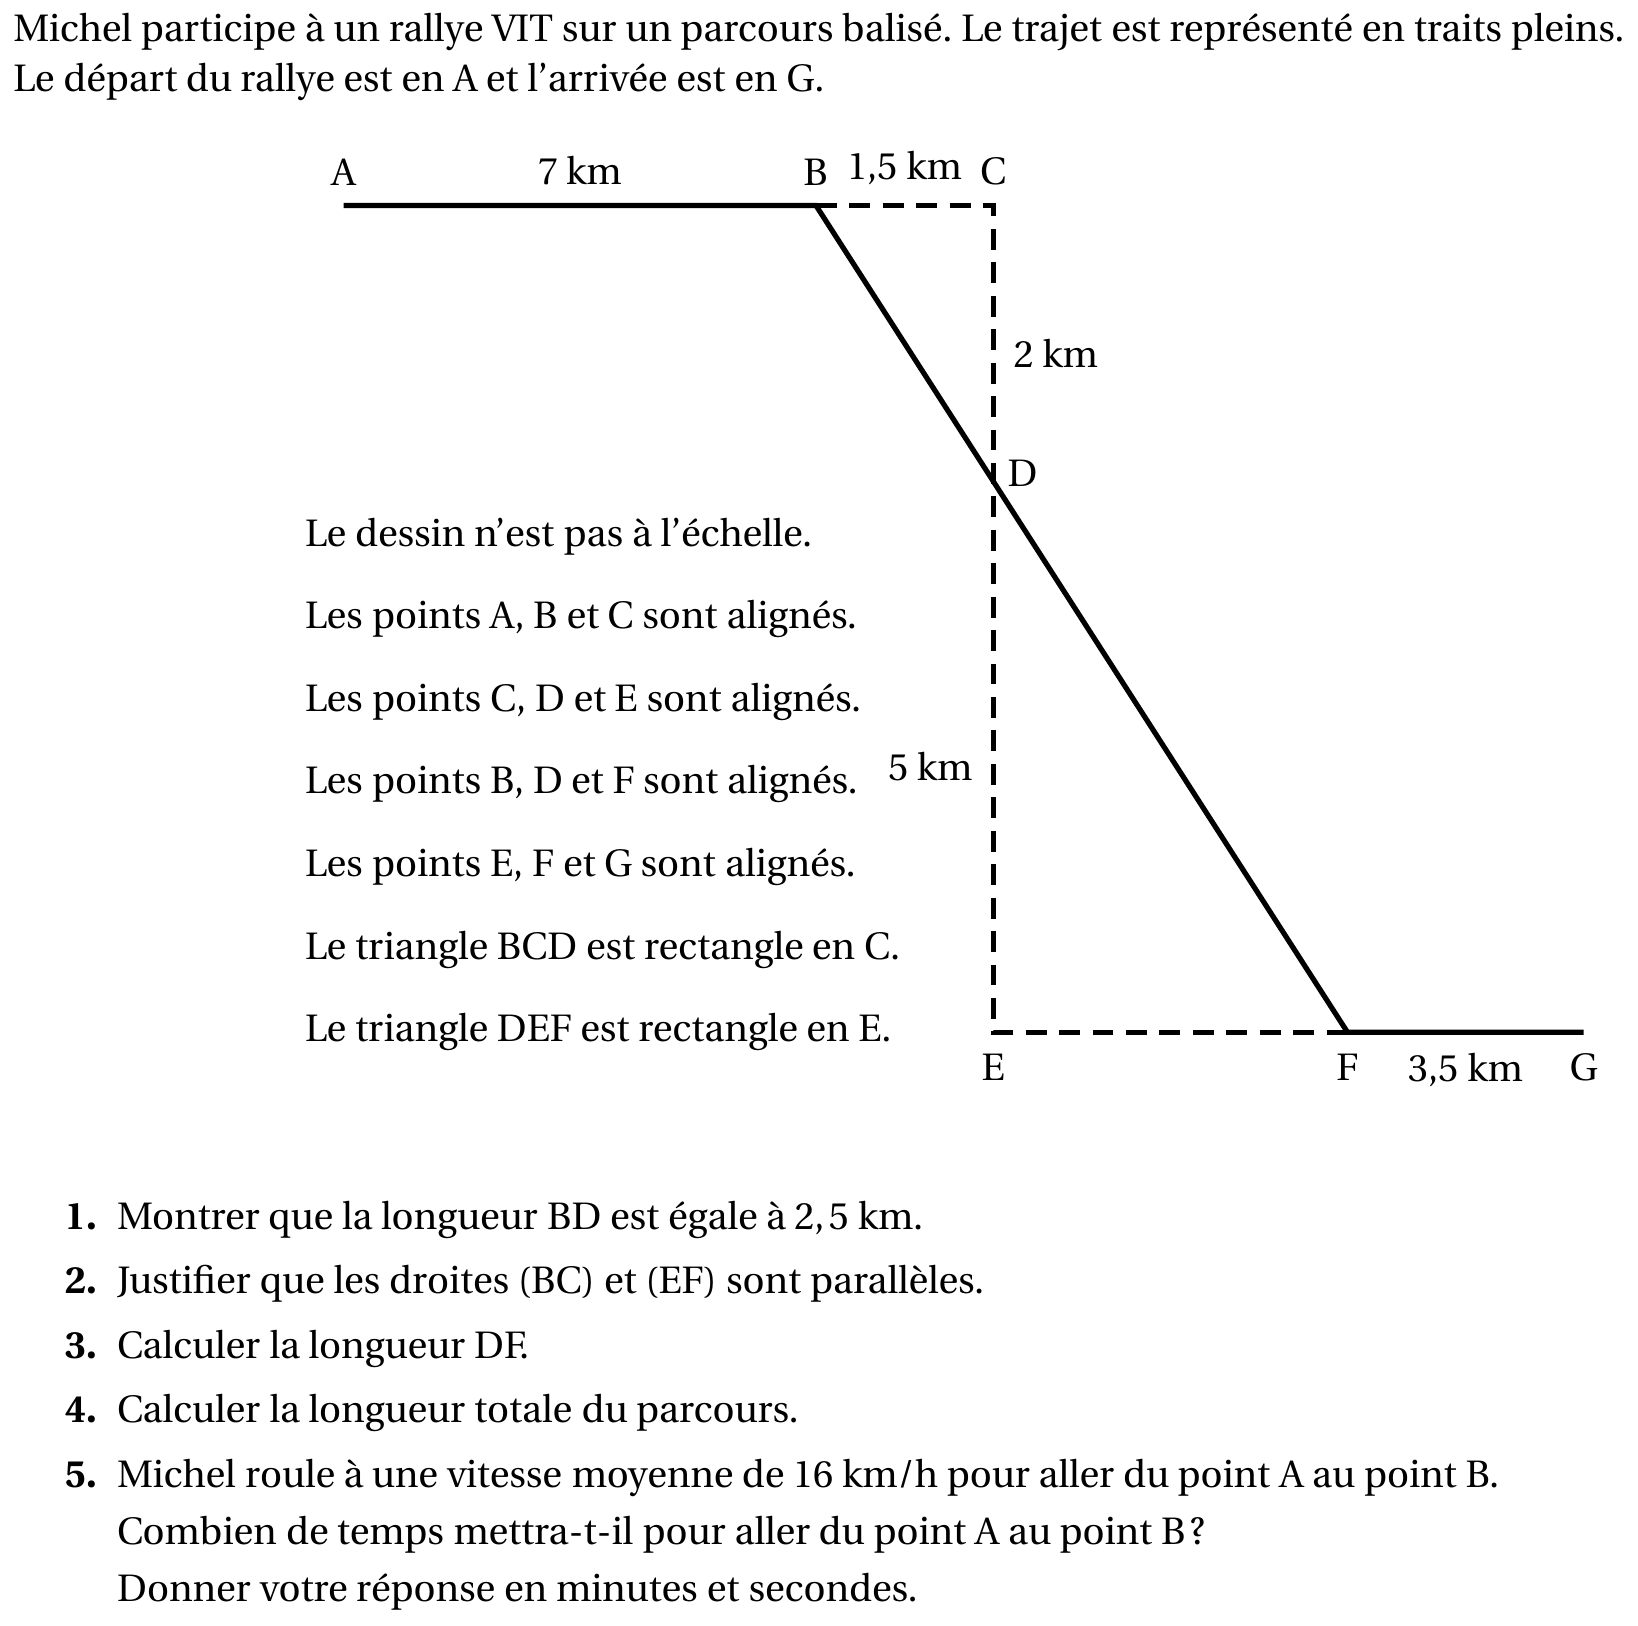 Michel participe à un rallye VIT sur un parcours balisé. Le trajet est représenté en traits pleins.
Le départ du rallye est en A et l’arrivée est en G.
A 7 km B 1,5 km C
2 km
D
Le dessin n’est pas à l’échelle.
Les points A, B et C sont alignés.
Les points C, D et E sont alignés.
Les points B, D et F sont alignés.
5 km
Les points E, F et G sont alignés.
Le triangle BCD est rectangle en C.
Le triangle DEF est rectangle en E.
E F 3,5 km G
1. Montrer que la longueur BD est égale à 2,5 km.
2. Justifier que les droites (BC) et (EF) sont parallèles.
3. Calculer la longueur DF.
4. Calculer la longueur totale du parcours.
5. Michel roule à une vitesse moyenne de 16 km/h pour aller du point A au point B.
Combien de temps mettra-t-il pour aller du point A au point B?
Donner votre réponse en minutes et secondes.